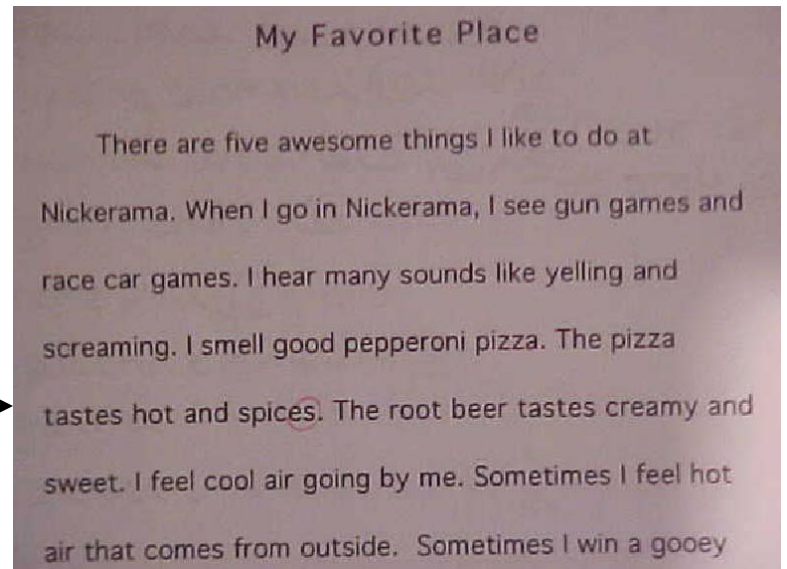 My Favorite Place
There are five awesome things I like to do at
Nickerama. When I go in Nickerama, I see gun games and
race car games. I hear many sounds like yelling and
screaming. I smell good pepperoni pizza. The pizza
tastes hot and spices. The root beer tastes creamy and
sweet. I feel cool air going by me. Sometimes I feel hot
air that comes from outside.  Sometimes I win a gooey